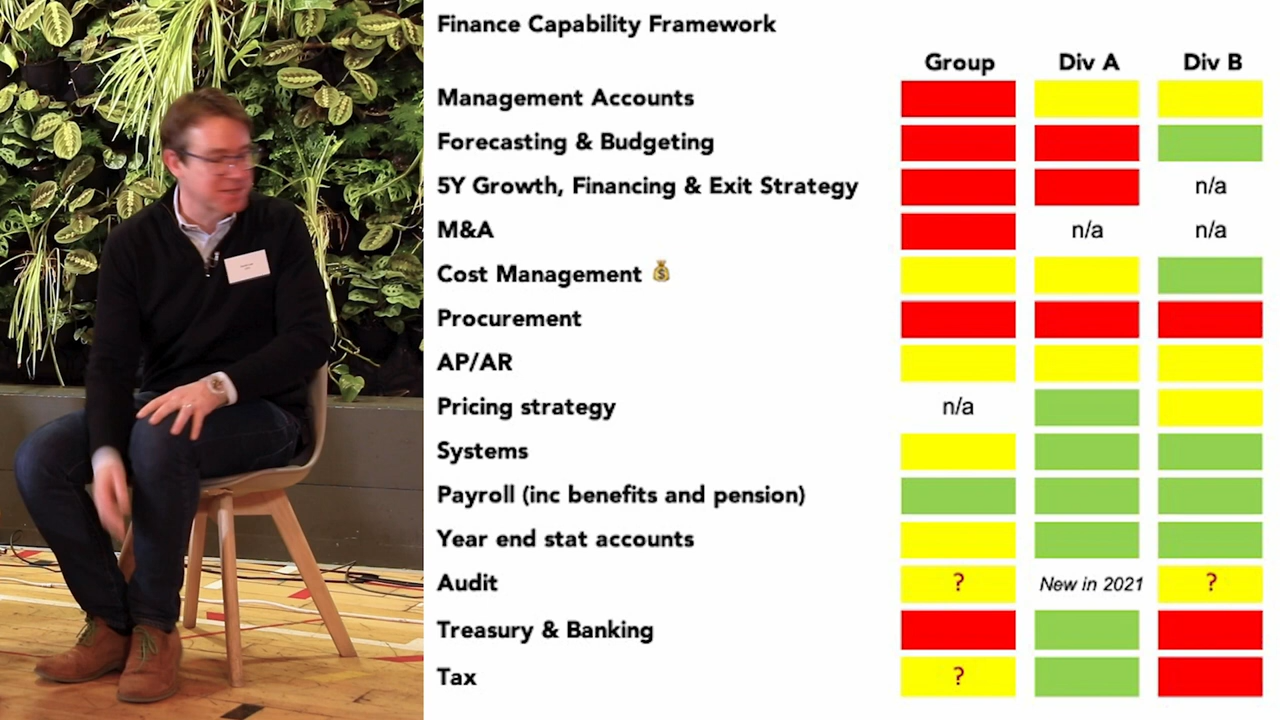 Finance Capability Framework
Group Div A Div B
Management Accounts
Forecasting & Budgeting
5Y Growth, Financing & Exit Strategy n/a
M&A n/a n/a
Cost Management
Procurement
AP/AR
Pricing strategy n/a
Systems
Payroll (inc benefits and pension)
Year end stat accounts
Audit ? New in 2021 ?
Treasury & Banking
Tax ?